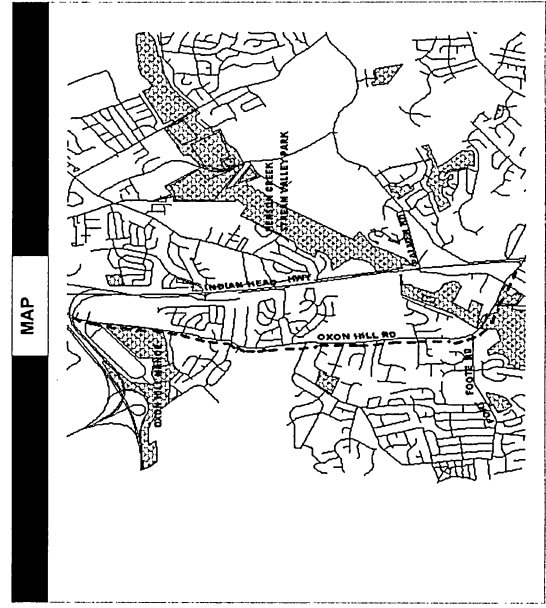 MAP
HENSON CREEK
STREAM VALLEY PARK
INDIAN HEAD HWY
PALMER RD
OXON HILL RD
OXON HILL MANOR
FORT
FOOTE RD